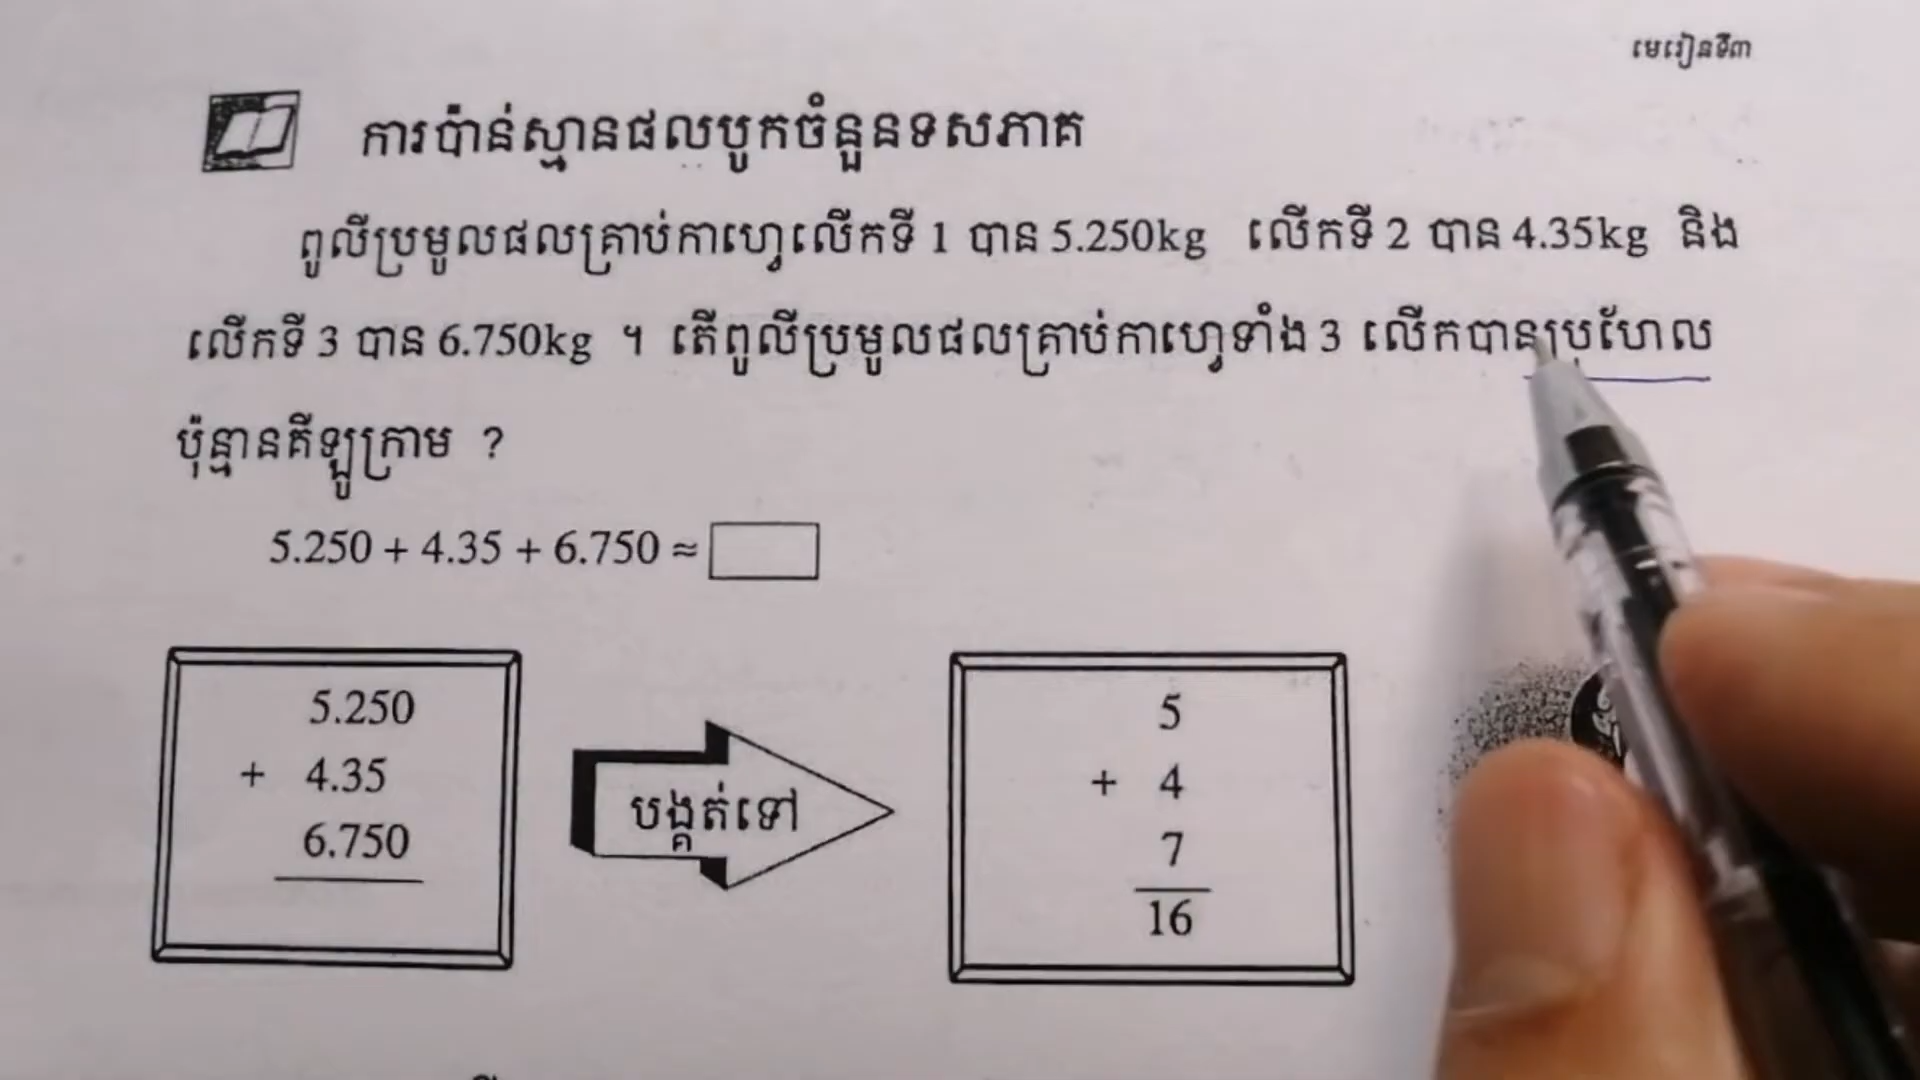 មេរៀនទី៣
ការប៉ាន់ស្មានផលបូកចំនួនទសភាគ
ពូលីប្រមូលផលគ្រាប់កាហ្វេលើកទី 1 បាន 5.250kg លើកទី 2 បាន 4.35kg និង
លើកទី 3 បាន 6.750kg ។ តើពូលីប្រមូលផលគ្រាប់កាហ្វេទាំង 3 លើកបានប្រហែល
ប៉ុន្មានគីឡូក្រាម ?
5.250 + 4.35 + 6.750 ≈
5.250
+ 4.35
6.750
បង្គត់ទៅ
5
+ 4
7
16